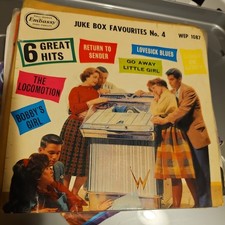 Embassy
JUKE BOX FAVOURITES No. 4
WEP 1087
6 GREAT
HITS
RETURN TO
SENDER
LOVESICK BLUES
GO AWAY
LITTLE GIRL
THE
LOCOMOTION
BOBBY'S
GIRL
W